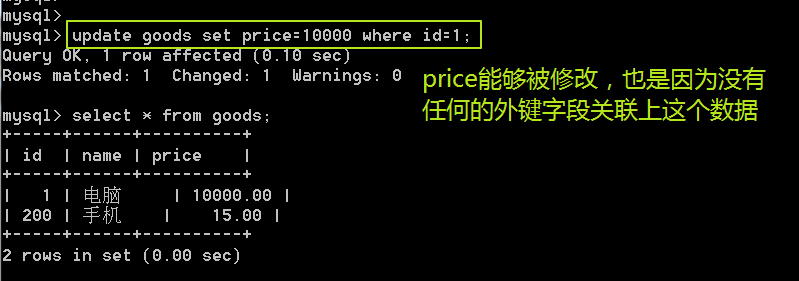 mysql>
mysql> update goods set price=10000 where id=1;
Query OK, 1 row affected (0.10 sec)
Rows matched: 1  Changed: 1  Warnings: 0
price能够被修改，也是因为没有
任何的外键字段关联上这个数据
mysql> select * from goods;
+-----+------+----------+
| id  | name | price    |
+-----+------+----------+
|   1 | 电脑     | 10000.00 |
| 200 | 手机     |    15.00 |
+-----+------+----------+
2 rows in set (0.00 sec)